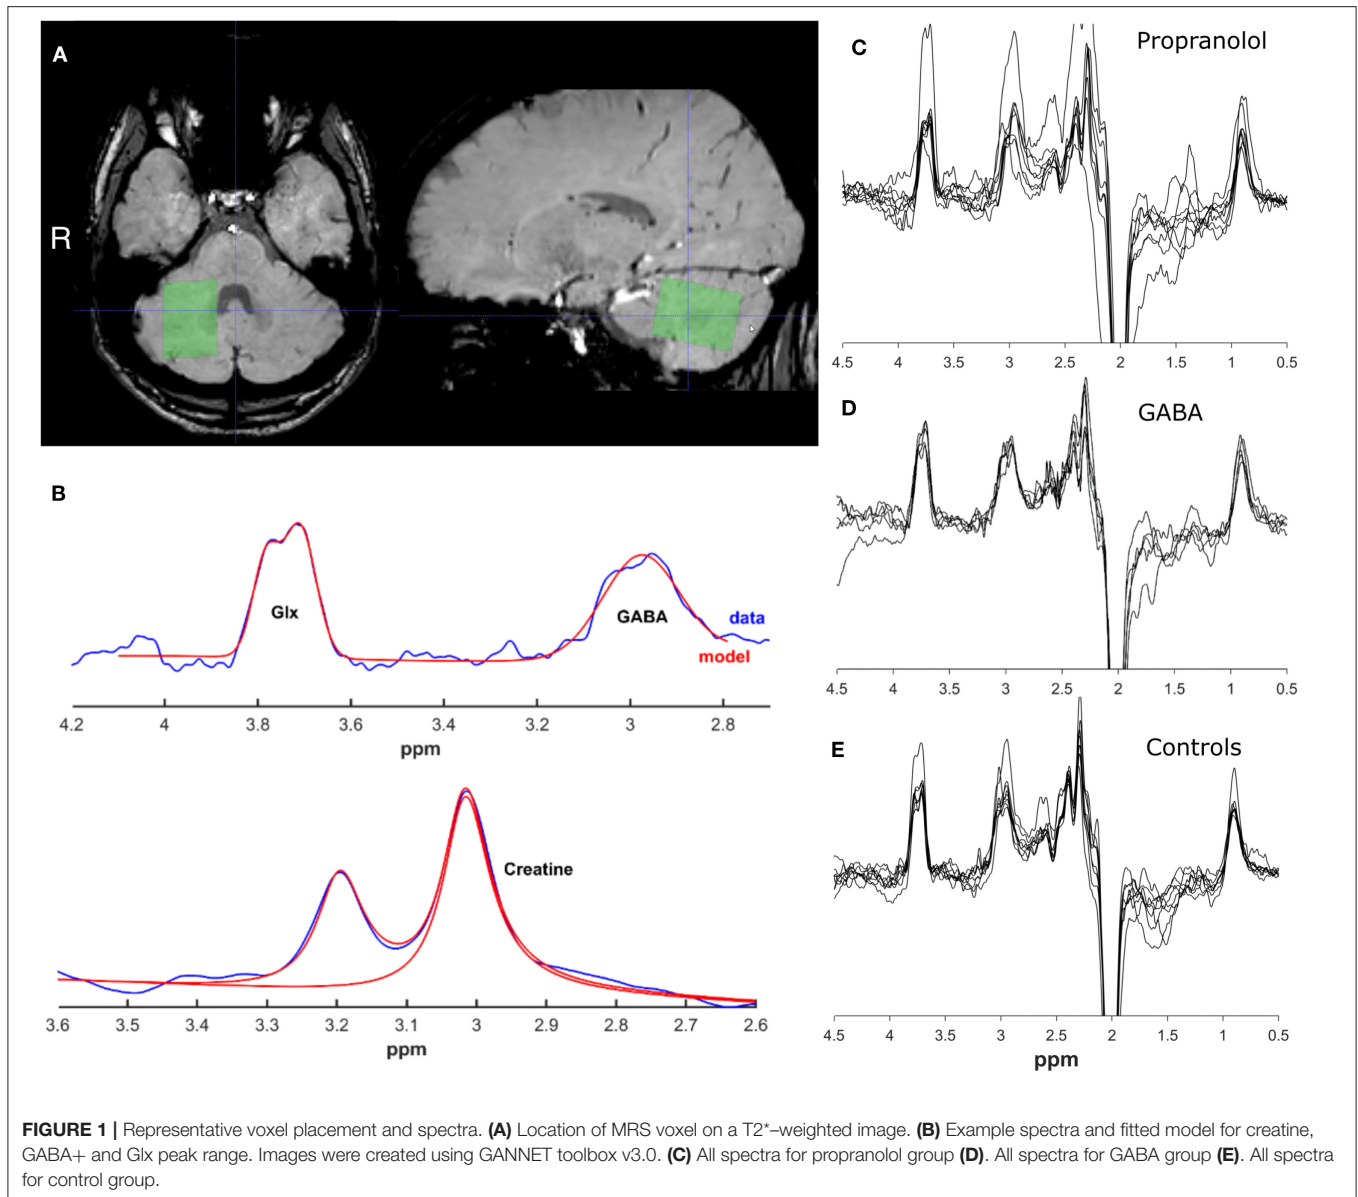 A
R
B
Glx
GABA
data
model
4.2 4 3.8 3.6 3.4 3.2 3 2.8
ppm
Creatine
3.6 3.5 3.4 3.3 3.2 3.1 3 2.9 2.8 2.7 2.6
ppm
C
Propranolol
4.5 4 3.5 3 2.5 2 1.5 1 0.5
D
GABA
4.5 4 3.5 3 2.5 2 1.5 1 0.5
E
Controls
4.5 4 3.5 3 2.5 2 1.5 1 0.5
ppm
FIGURE 1 | Representative voxel placement and spectra. (A) Location of MRS voxel on a T2*–weighted image. (B) Example spectra and fitted model for creatine,
GABA+ and Glx peak range. Images were created using GANNET toolbox v3.0. (C) All spectra for propranolol group (D). All spectra for GABA group (E). All spectra
for control group.